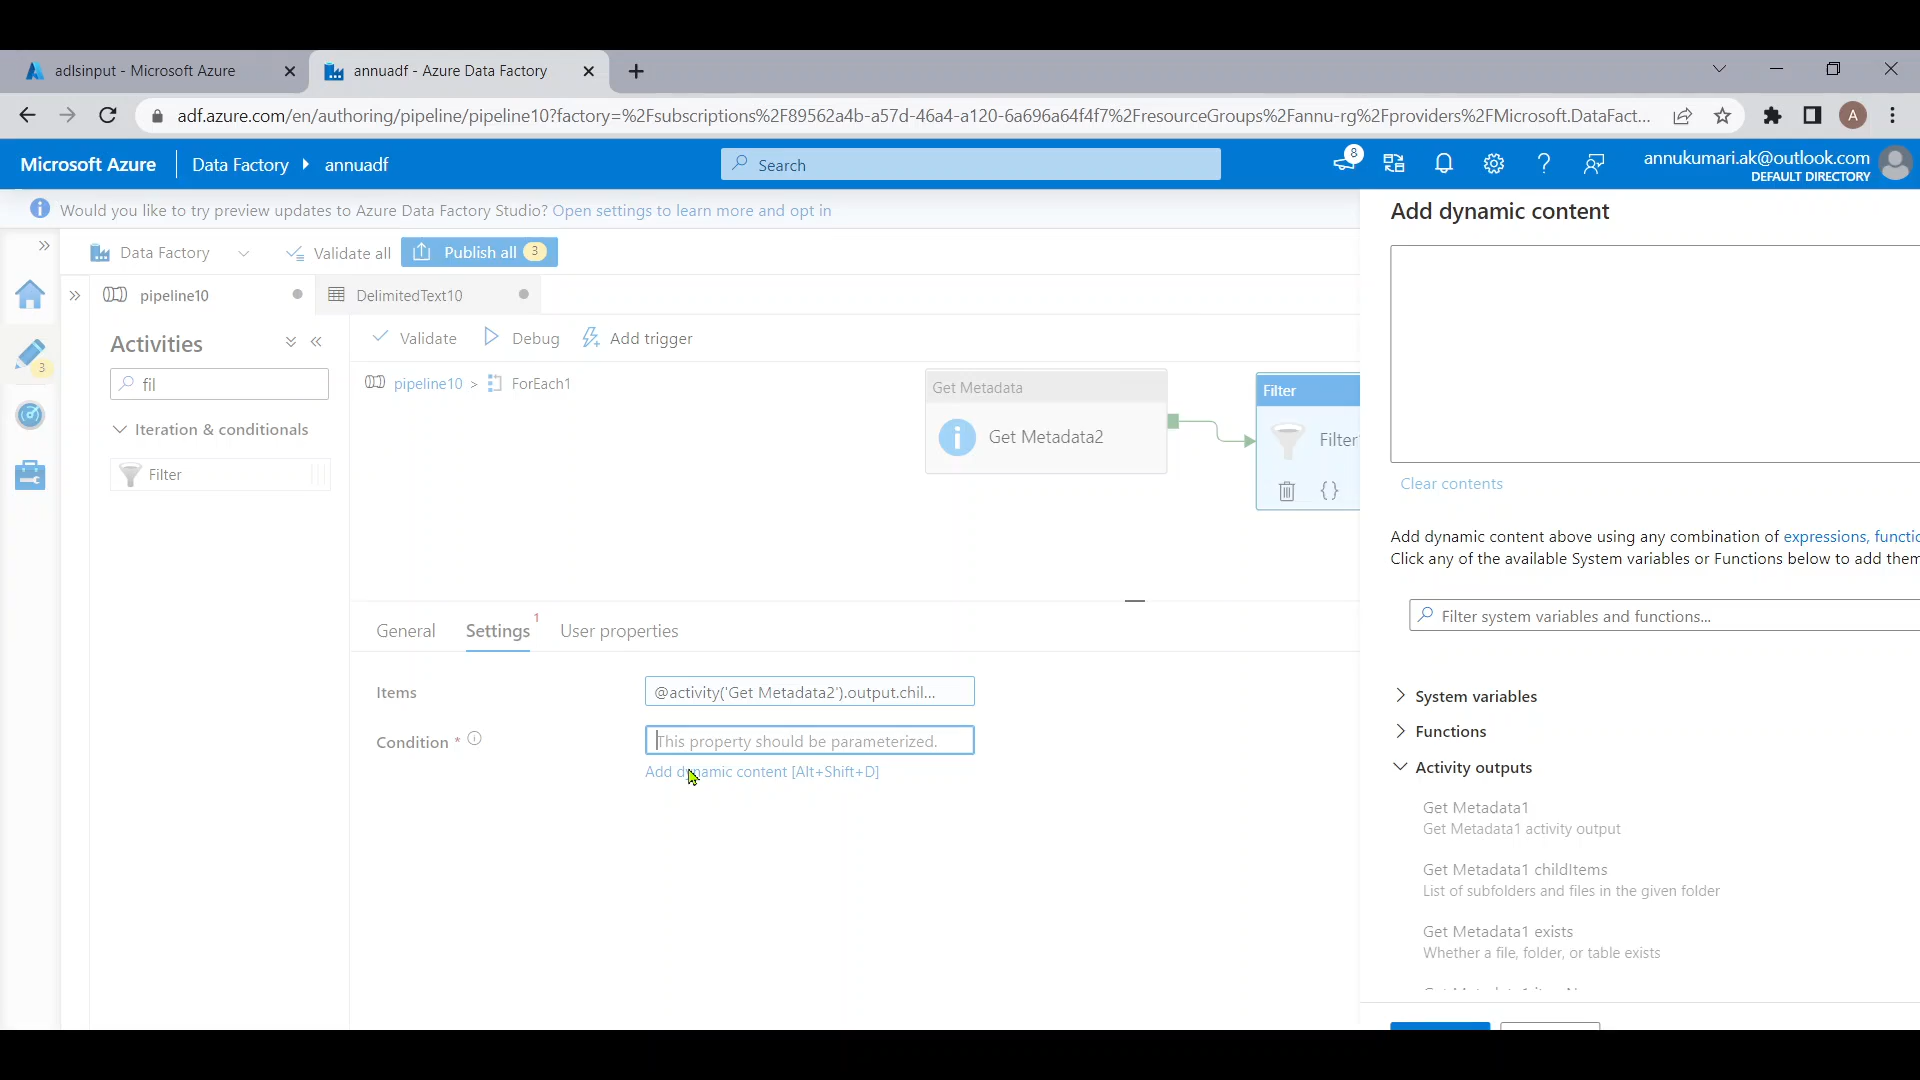 adlsinput - Microsoft Azure
annuadf - Azure Data Factory
adf.azure.com/en/authoring/pipeline/pipeline10?factory=%2Fsubscriptions%2F89562a4b-a57d-46a4-a120-6a696a64f4f7%2FresourceGroups%2Fannu-rg%2Fproviders%2FMicrosoft.DataFact...
A
Microsoft Azure
Data Factory
annuadf
Search
8
annukumari.ak@outlook.com
DEFAULT DIRECTORY
Would you like to try preview updates to Azure Data Factory Studio? Open settings to learn more and opt in
Add dynamic content
Data Factory
Validate all
Publish all
3
pipeline10
DelimitedText10
Activities
Validate
Debug
Add trigger
3
fil
pipeline10 > ForEach1
Get Metadata
Filter
Iteration & conditionals
Get Metadata2
Filter
Filter
Clear contents
Add dynamic content above using any combination of expressions, functic
Click any of the available System variables or Functions below to add them
Filter system variables and functions...
General
Settings
1
User properties
Items
@activity('Get Metadata2').output.chil...
System variables
Condition *
This property should be parameterized.
Functions
Add dynamic content [Alt+Shift+D]
Activity outputs
Get Metadata1
Get Metadata1 activity output
Get Metadata1 childItems
List of subfolders and files in the given folder
Get Metadata1 exists
Whether a file, folder, or table exists